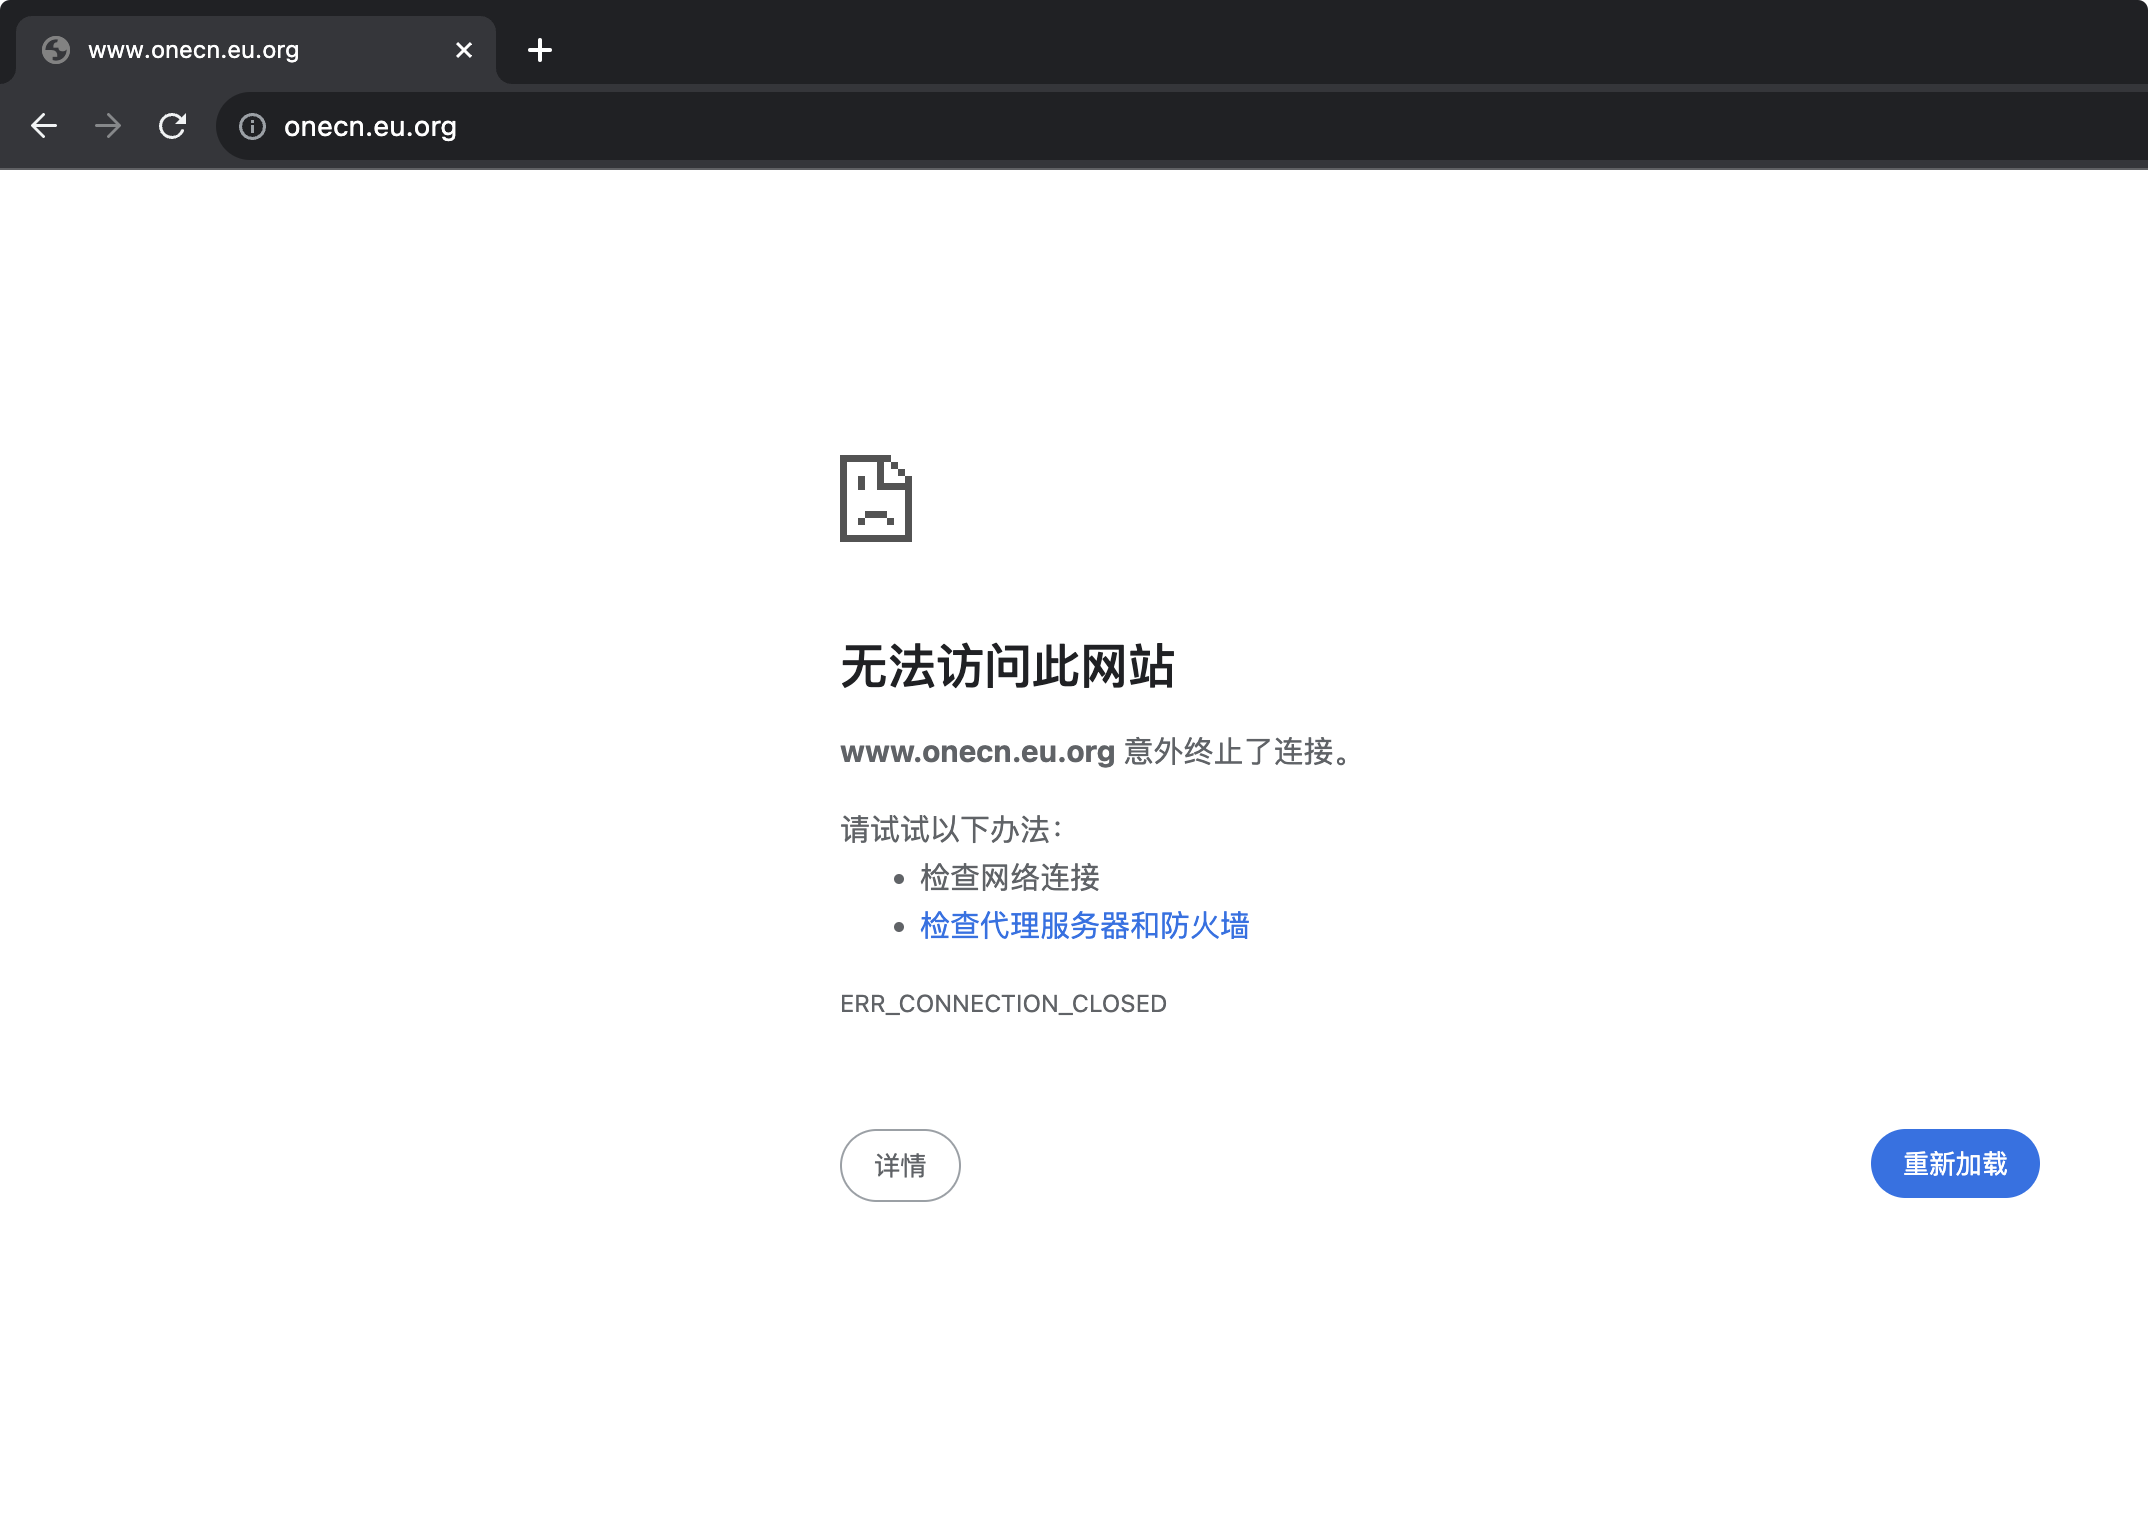 www.onecn.eu.org
onecn.eu.org
无法访问此网站
www.onecn.eu.org 意外终止了连接。
请试试以下办法：
• 检查网络连接
• 检查代理服务器和防火墙
ERR_CONNECTION_CLOSED
详情
重新加载